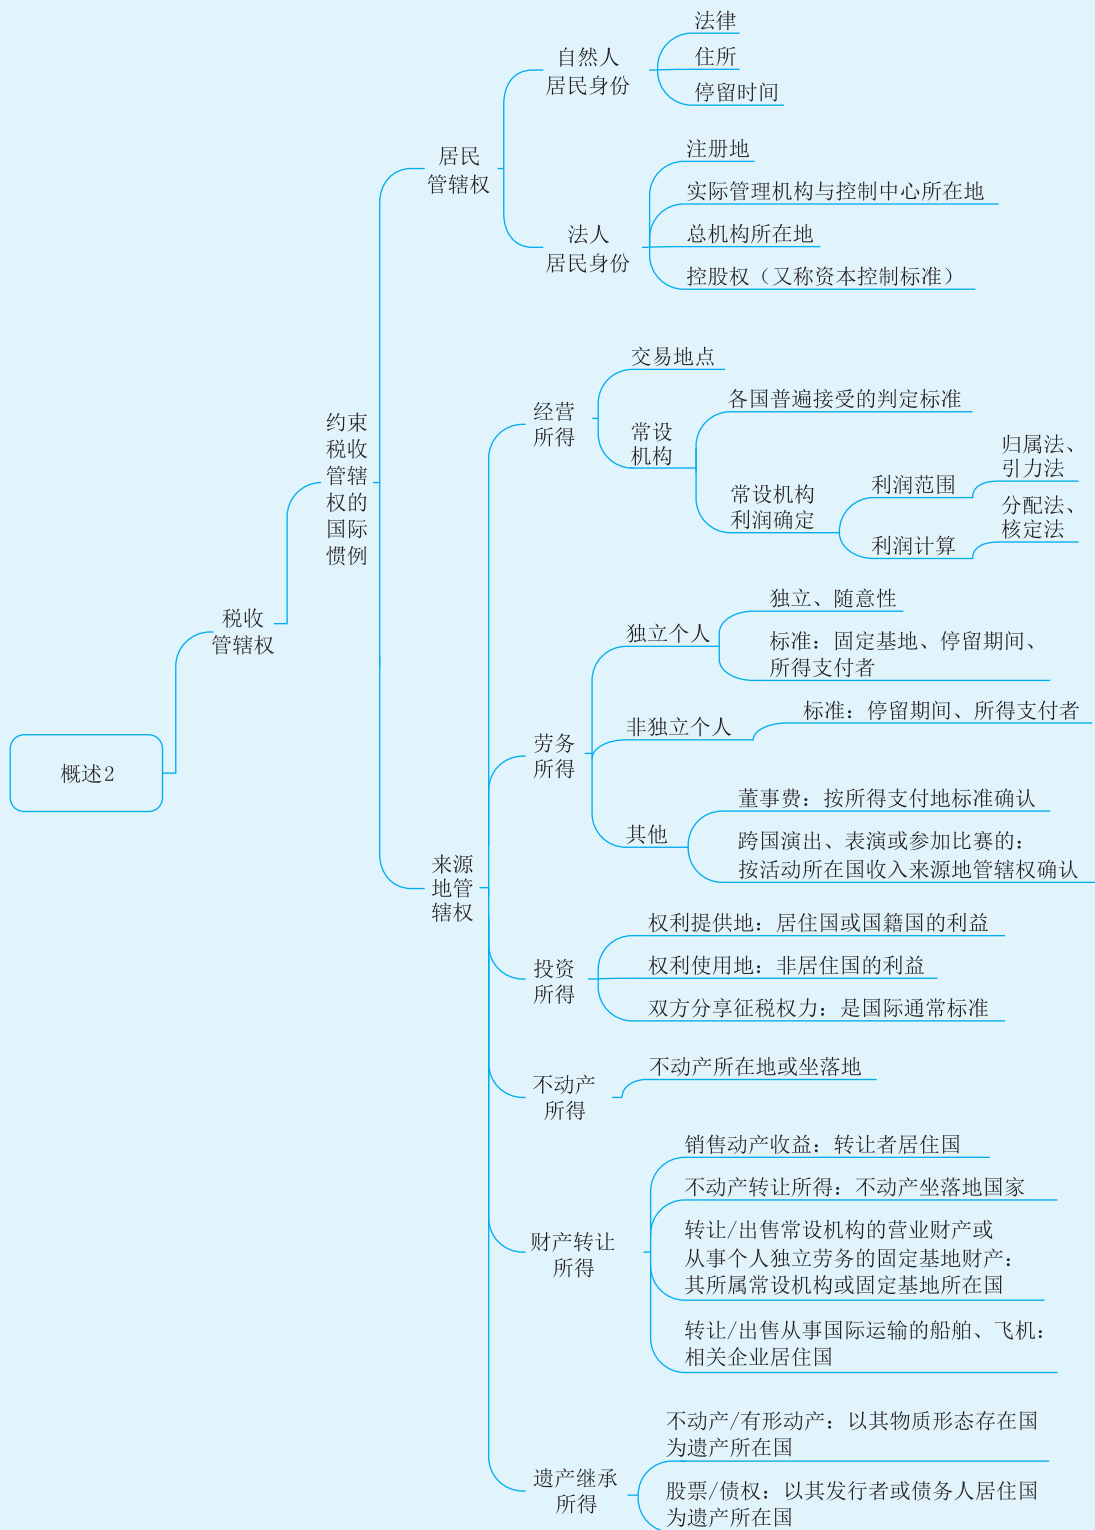 概述2
税收
管辖权
约束
税收
管辖
权的
国际
惯例
居民
管辖权
自然人
居民身份
法律
住所
停留时间
法人
居民身份
注册地
实际管理机构与控制中心所在地
总机构所在地
控股权（又称资本控制标准）
来源
地管
辖权
经营
所得
交易地点
常设
机构
各国普遍接受的判定标准
常设机构
利润确定
利润范围
归属法、
引力法
利润计算
分配法、
核定法
劳务
所得
独立个人
独立、随意性
标准：固定基地、停留期间、
所得支付者
非独立个人
标准：停留期间、所得支付者
其他
董事费：按所得支付地标准确认
跨国演出、表演或参加比赛的：
按活动所在国收入来源地管辖权确认
投资
所得
权利提供地：居住国或国籍国的利益
权利使用地：非居住国的利益
双方分享征税权力：是国际通常标准
不动产
所得
不动产所在地或坐落地
财产转让
所得
销售动产收益：转让者居住国
不动产转让所得：不动产坐落地国家
转让/出售常设机构的营业财产或
从事个人独立劳务的固定基地财产：
其所属常设机构或固定基地所在国
转让/出售从事国际运输的船舶、飞机：
相关企业居住国
遗产继承
所得
不动产/有形动产：以其物质形态存在国
为遗产所在国
股票/债权：以其发行者或债务人居住国
为遗产所在国